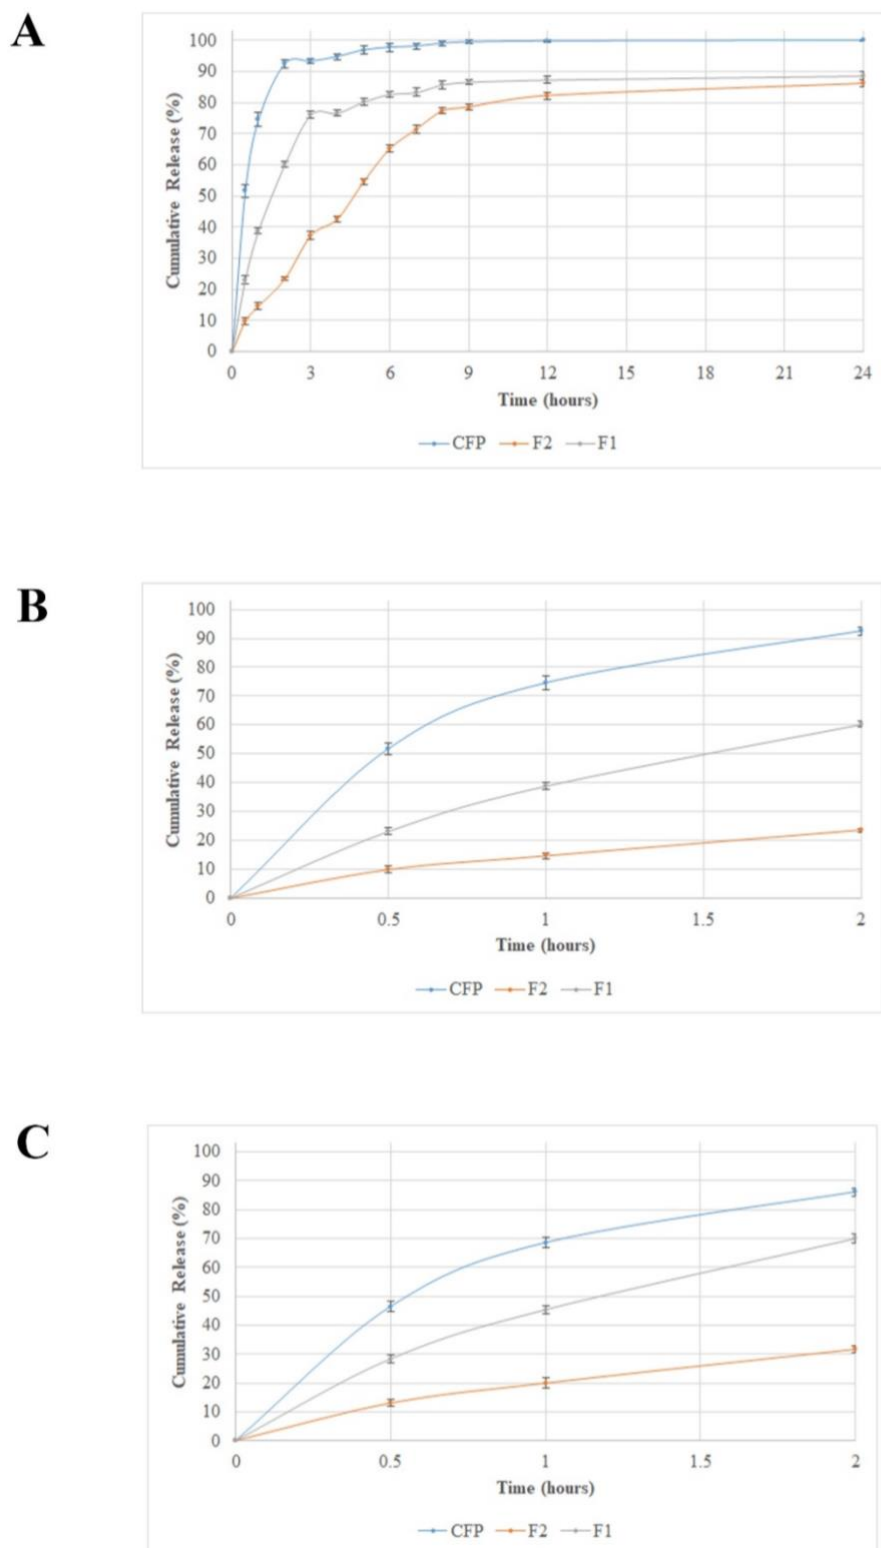 A
100
90
80
70
60
50
40
30
20
10
0
Cumulative Release (%)
0 3 6 9 12 15 18 21 24
Time (hours)
CFP F2 F1
B
100
90
80
70
60
50
40
30
20
10
0
Cumulative Release (%)
0 0.5 1 1.5 2
Time (hours)
CFP F2 F1
C
100
90
80
70
60
50
40
30
20
10
0
Cumulative Release (%)
0 0.5 1 1.5 2
Time (hours)
CFP F2 F1